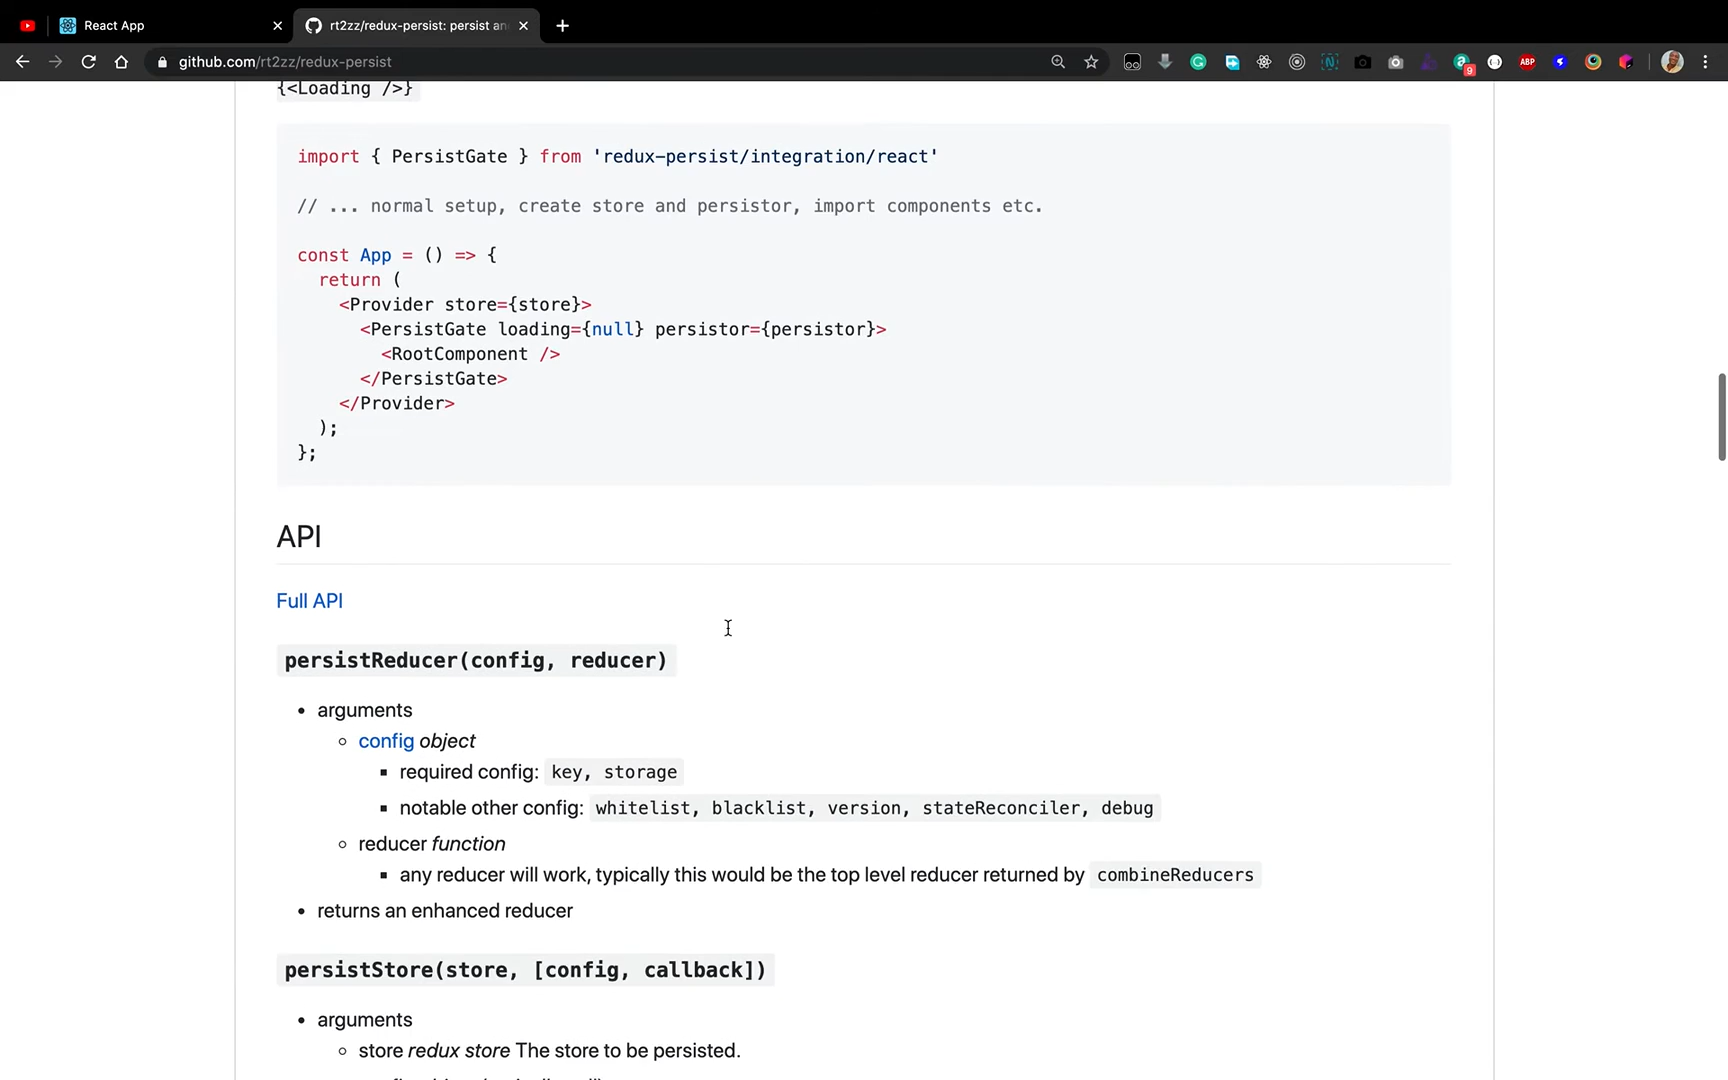 React App
rt2zz/redux-persist: persist an
github.com/rt2zz/redux-persist
9
ABP
{<Loading />}
import { PersistGate } from 'redux-persist/integration/react'
// ... normal setup, create store and persistor, import components etc.
const App = () => {
  return (
    <Provider store={store}>
      <PersistGate loading={null} persistor={persistor}>
        <RootComponent />
      </PersistGate>
    </Provider>
  );
};
API
Full API
persistReducer(config, reducer)
arguments
config object
required config: key, storage
notable other config: whitelist, blacklist, version, stateReconciler, debug
reducer function
any reducer will work, typically this would be the top level reducer returned by combineReducers
returns an enhanced reducer
persistStore(store, [config, callback])
arguments
store redux store The store to be persisted.